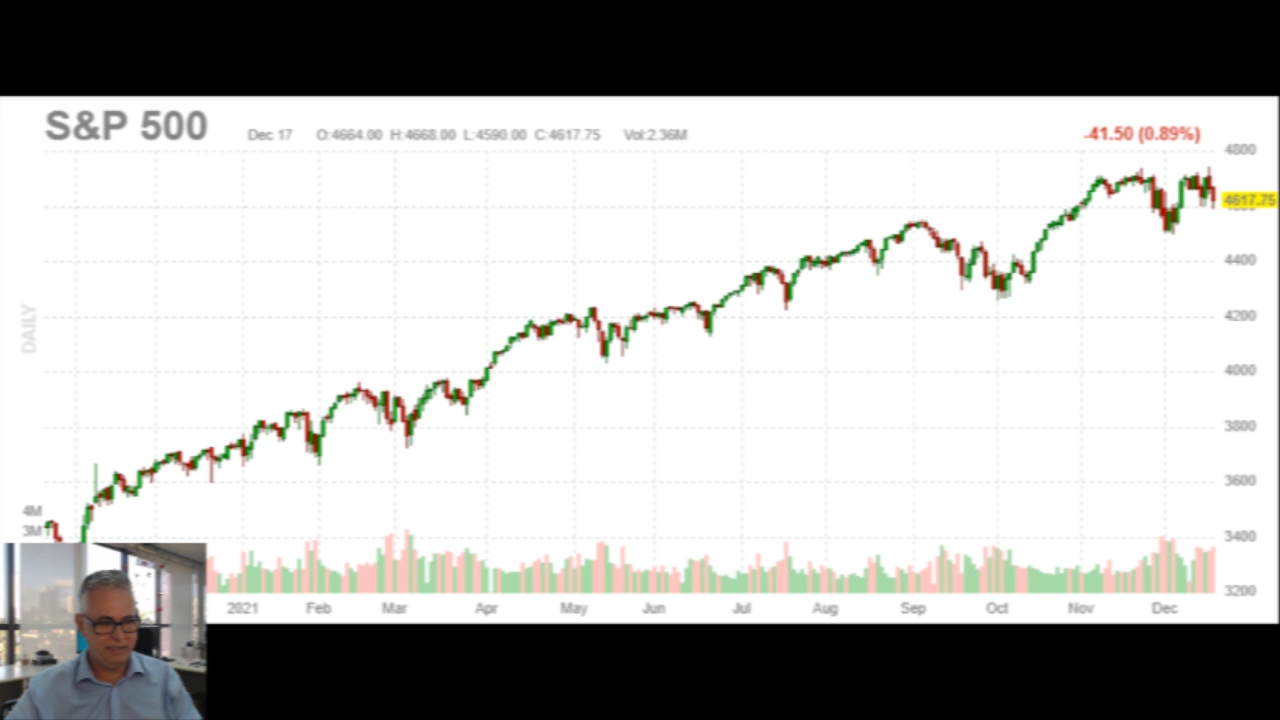 S&P 500
Dec 17 O:4664.00 H:4668.00 L:4590.00 C:4617.75 Vol:2.36M
-41.50 (0.89%)
4800
4617.75
4400
4200
4000
3800
3600
3400
3200
DAILY
4M
3M
2021 Feb Mar Apr May Jun Jul Aug Sep Oct Nov Dec